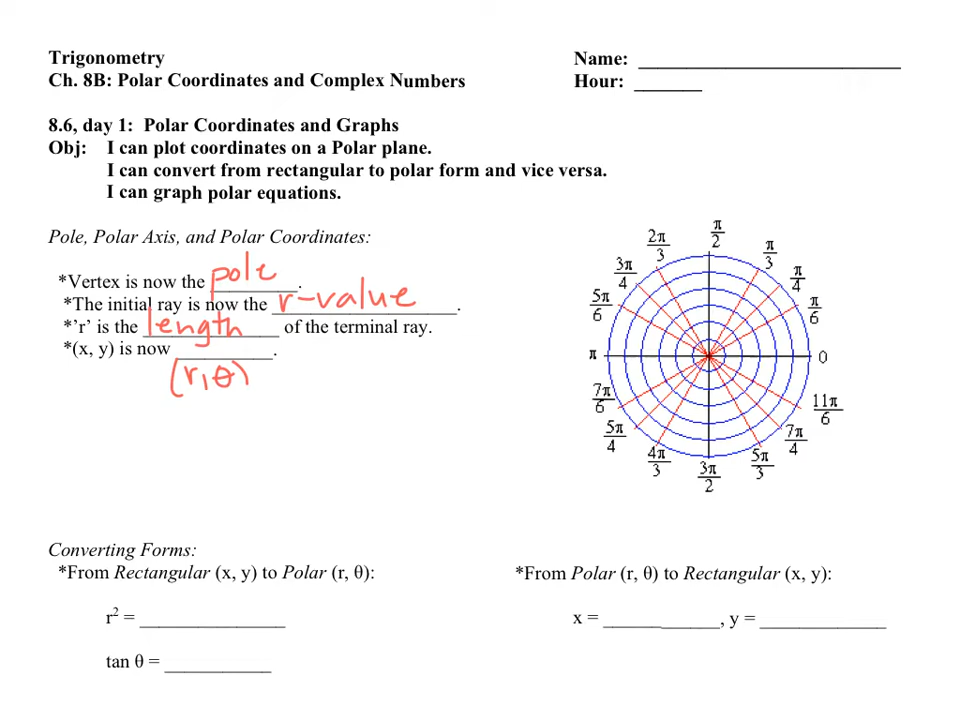 Trigonometry
Name: ____________________________
Ch. 8B: Polar Coordinates and Complex Numbers
Hour: _______
8.6, day 1: Polar Coordinates and Graphs
Obj: I can plot coordinates on a Polar plane.
I can convert from rectangular to polar form and vice versa.
I can graph polar equations.
Pole, Polar Axis, and Polar Coordinates:
*Vertex is now the pole.
*The initial ray is now the r-value.
*'r' is the length of the terminal ray.
*(x, y) is now __________.
(r, θ)
π/2
2π/3
π/3
3π/4
π/4
5π/6
π/6
π
0
7π/6
11π/6
5π/4
7π/4
4π/3
5π/3
3π/2
Converting Forms:
*From Rectangular (x, y) to Polar (r, θ):
*From Polar (r, θ) to Rectangular (x, y):
r² = _______________
x = ____________, y = _____________
tan θ = ___________